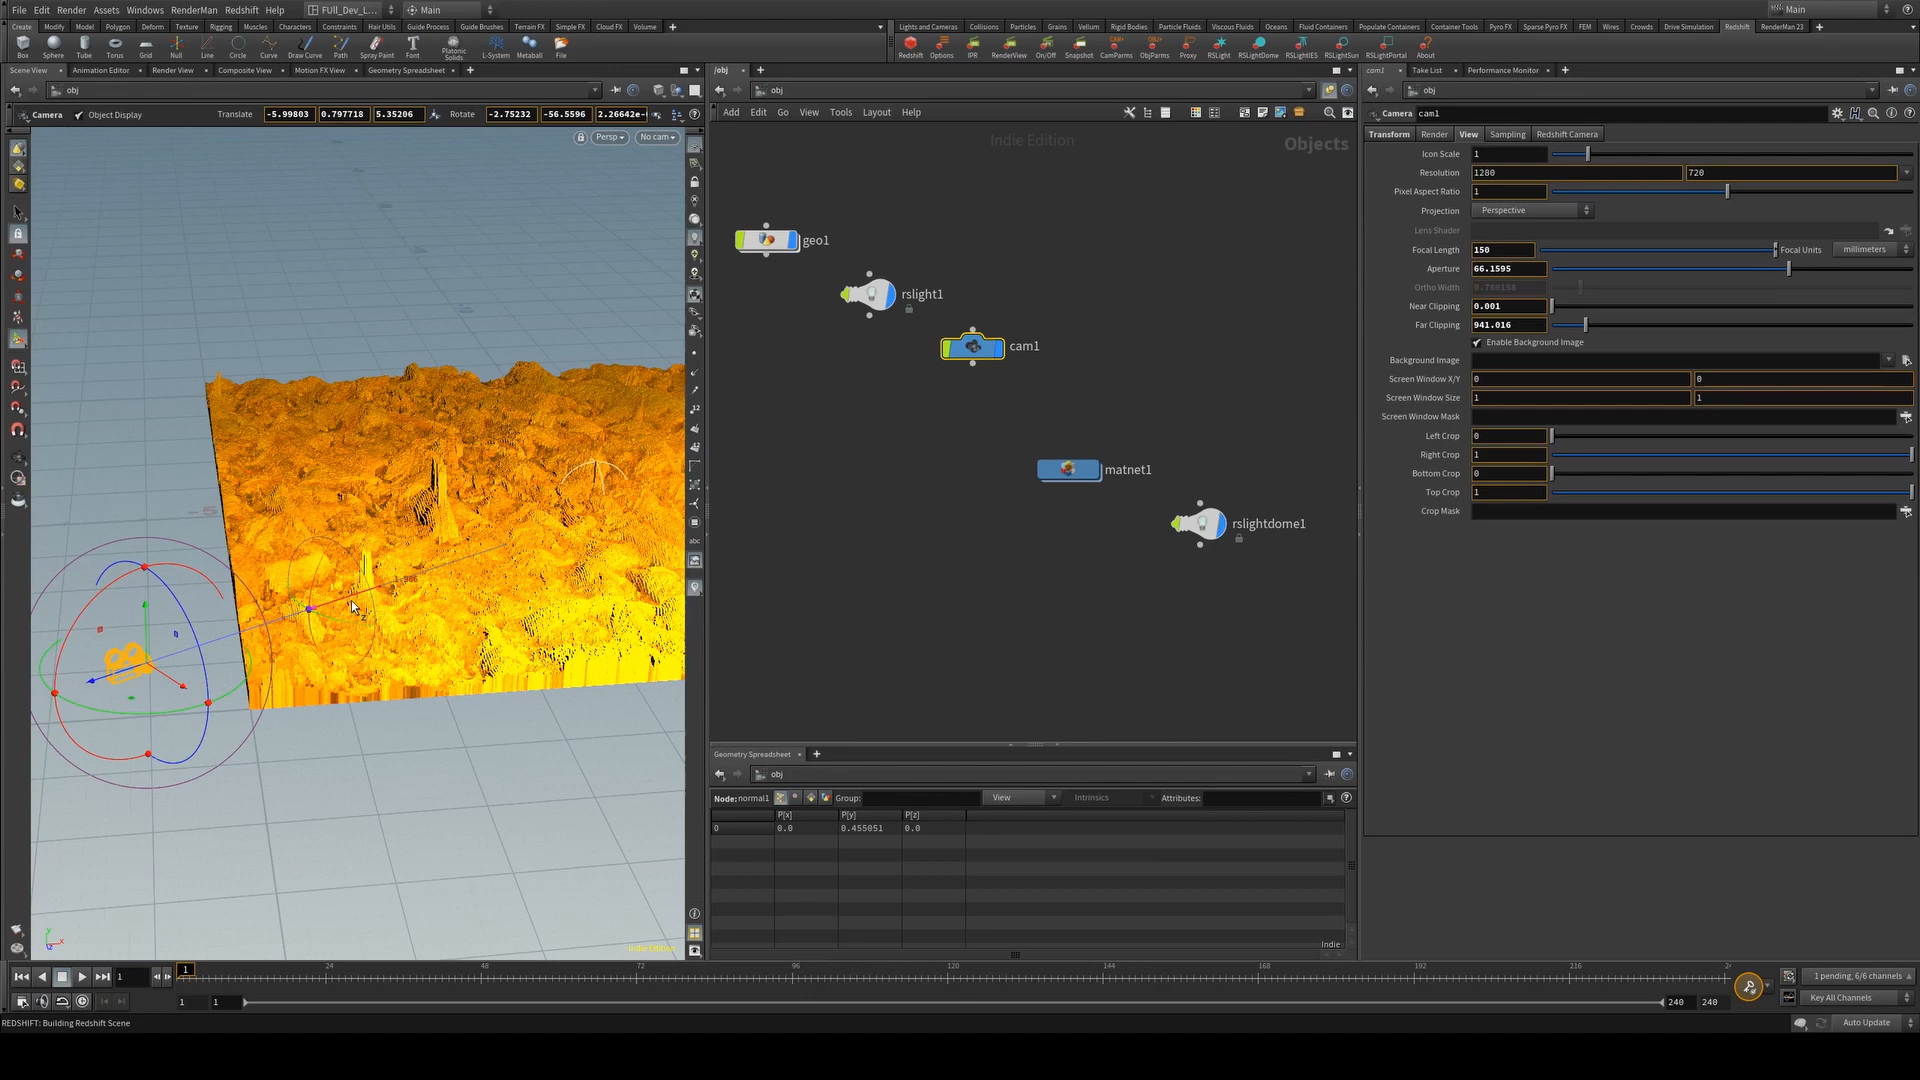 File Edit Render Assets Windows RenderMan Redshift Help FUll_Dev_L... Main Main
Create Modify Model Polygon Deform Texture Rigging Muscles Characters Constraints Hair Utils Guide Process Guide Brushes Terrain FX Simple FX Cloud FX Volume
Lights and Cameras Collisions Particles Grains Vellum Rigid Bodies Particle Fluids Viscous Fluids Oceans Fluid Containers Populate Containers Container Tools Pyro FX Sparse Pyro FX FEM Wires Crowds Drive Simulation Redshift RenderMan 23
Box Sphere Tube Torus Grid Null Line Circle Curve Draw Curve Path Spray Paint Font Platonic Solids L-System Metaball File
Redshift Options IPR RenderView On/Off Snapshot CamParms ObjParms Proxy RSLight RSLightDome RSLightIES RSLightSun RSLightPortal About
Scene View Animation Editor Render View Composite View Motion FX View Geometry Spreadsheet
/obj
cam1 Take List Performance Monitor
obj
obj
obj
Camera Object Display Translate -5.99803 0.797718 5.35206 Rotate -2.75232 -56.5596 2.26642e-
Persp No cam
-5
1.986
z
Indie Edition
Add Edit Go View Tools Layout Help
Indie Edition
Objects
geo1
rslight1
cam1
matnet1
rslightdome1
Geometry Spreadsheet
obj
Node: normal1 Group: View Intrinsics Attributes:
P[x] P[y] P[z]
0 0.0 0.455051 0.0
Indie
Camera cam1
Transform Render View Sampling Redshift Camera
Icon Scale 1
Resolution 1280 720
Pixel Aspect Ratio 1
Projection Perspective
Lens Shader
Focal Length 150 Focal Units millimeters
Aperture 66.1595
Ortho Width 0.789158
Near Clipping 0.001
Far Clipping 941.016
Enable Background Image
Background Image
Screen Window X/Y 0 0
Screen Window Size 1 1
Screen Window Mask
Left Crop 0
Right Crop 1
Bottom Crop 0
Top Crop 1
Crop Mask
1 1 24 48 72 96 120 144 168 192 216 2
1 pending, 6/6 channels
1 1 240 240 Key All Channels
REDSHIFT: Building Redshift Scene Auto Update